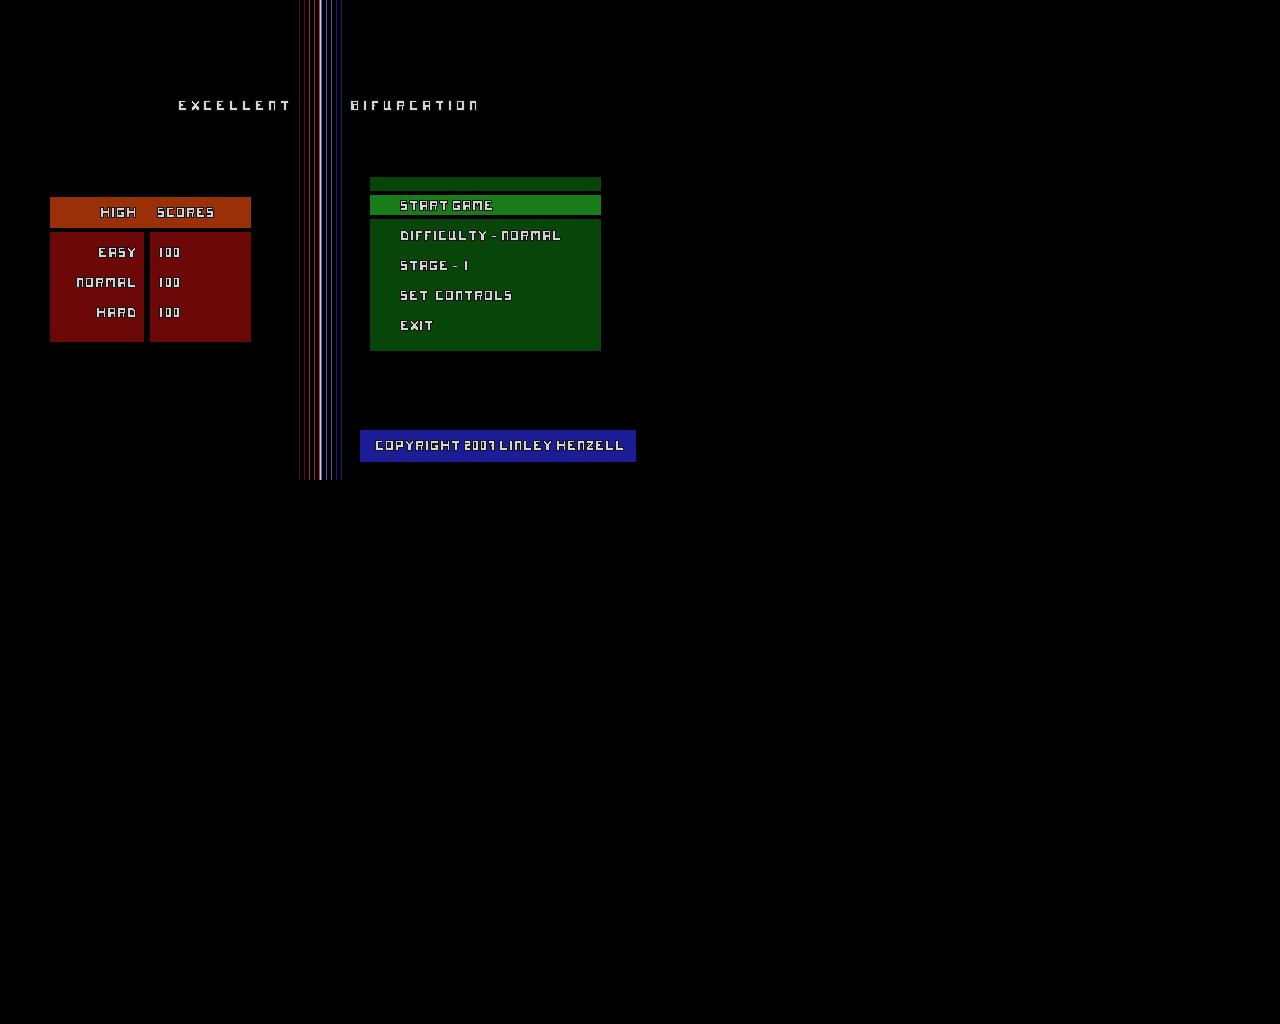 EXCELLENT BIFURCATION
HIGH SCORES
EASY 100
NORMAL 100
HARD 100
START GAME
DIFFICULTY - NORMAL
STAGE - 1
SET CONTROLS
EXIT
COPYRIGHT 2007 LINLEY HENZELL